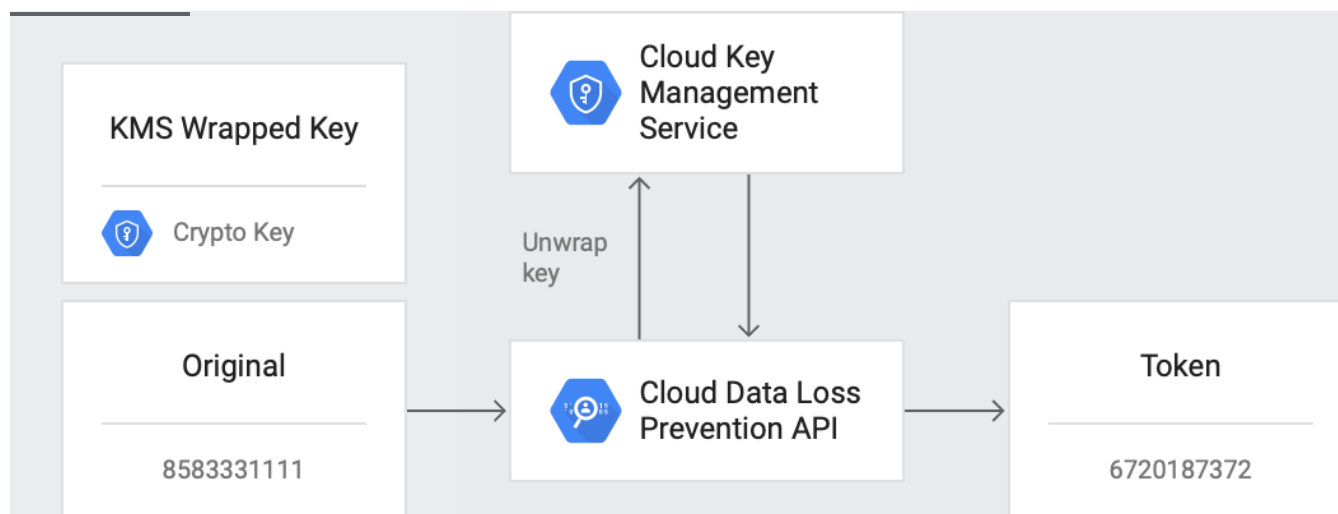 KMS Wrapped Key
Crypto Key
Original
8583331111
Cloud Key
Management
Service
Unwrap
key
Cloud Data Loss
Prevention API
Token
6720187372